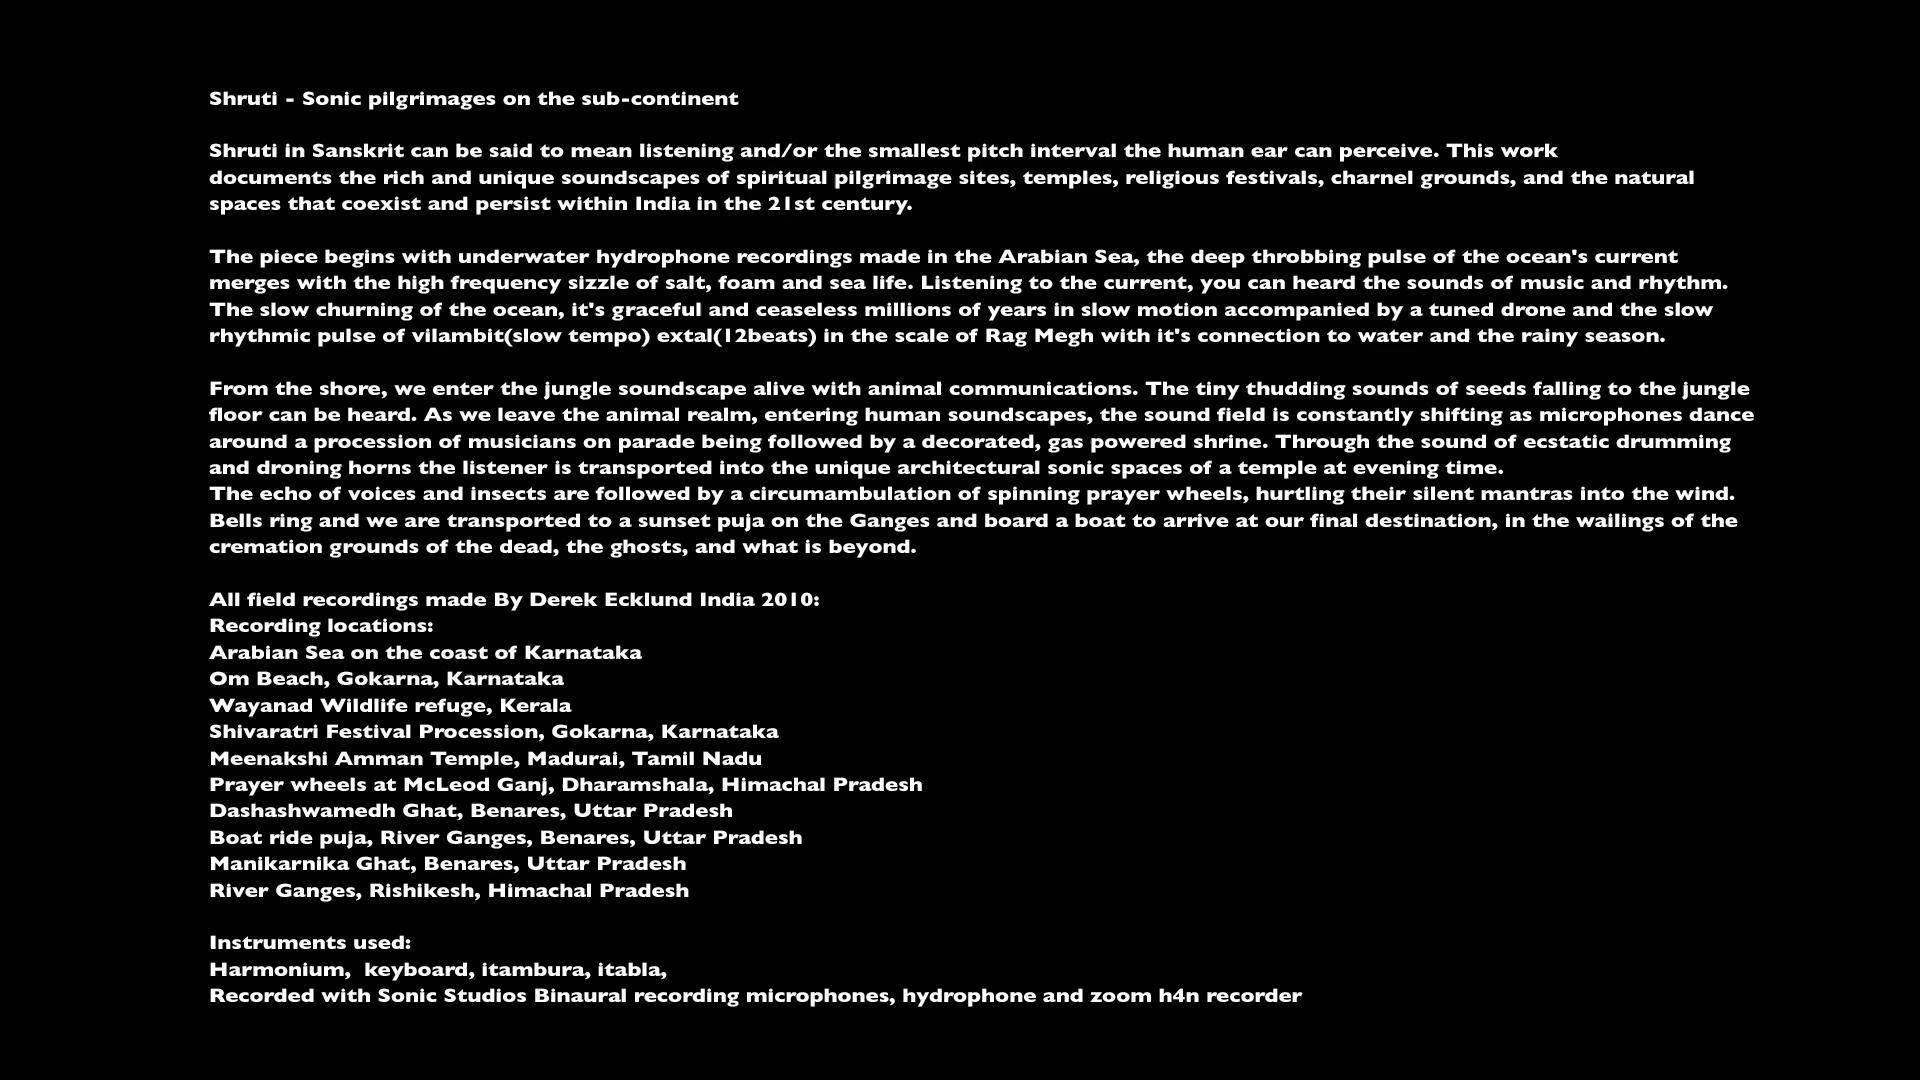 Shruti - Sonic pilgrimages on the sub-continent
Shruti in Sanskrit can be said to mean listening and/or the smallest pitch interval the human ear can perceive. This work
documents the rich and unique soundscapes of spiritual pilgrimage sites, temples, religious festivals, charnel grounds, and the natural
spaces that coexist and persist within India in the 21st century.
The piece begins with underwater hydrophone recordings made in the Arabian Sea, the deep throbbing pulse of the ocean's current
merges with the high frequency sizzle of salt, foam and sea life. Listening to the current, you can heard the sounds of music and rhythm.
The slow churning of the ocean, it's graceful and ceaseless millions of years in slow motion accompanied by a tuned drone and the slow
rhythmic pulse of vilambit(slow tempo) extal(12beats) in the scale of Rag Megh with it's connection to water and the rainy season.
From the shore, we enter the jungle soundscape alive with animal communications. The tiny thudding sounds of seeds falling to the jungle
floor can be heard. As we leave the animal realm, entering human soundscapes, the sound field is constantly shifting as microphones dance
around a procession of musicians on parade being followed by a decorated, gas powered shrine. Through the sound of ecstatic drumming
and droning horns the listener is transported into the unique architectural sonic spaces of a temple at evening time.
The echo of voices and insects are followed by a circumambulation of spinning prayer wheels, hurtling their silent mantras into the wind.
Bells ring and we are transported to a sunset puja on the Ganges and board a boat to arrive at our final destination, in the wailings of the
cremation grounds of the dead, the ghosts, and what is beyond.
All field recordings made By Derek Ecklund India 2010:
Recording locations:
Arabian Sea on the coast of Karnataka
Om Beach, Gokarna, Karnataka
Wayanad Wildlife refuge, Kerala
Shivaratri Festival Procession, Gokarna, Karnataka
Meenakshi Amman Temple, Madurai, Tamil Nadu
Prayer wheels at McLeod Ganj, Dharamshala, Himachal Pradesh
Dashashwamedh Ghat, Benares, Uttar Pradesh
Boat ride puja, River Ganges, Benares, Uttar Pradesh
Manikarnika Ghat, Benares, Uttar Pradesh
River Ganges, Rishikesh, Himachal Pradesh
Instruments used:
Harmonium,  keyboard, itambura, itabla,
Recorded with Sonic Studios Binaural recording microphones, hydrophone and zoom h4n recorder